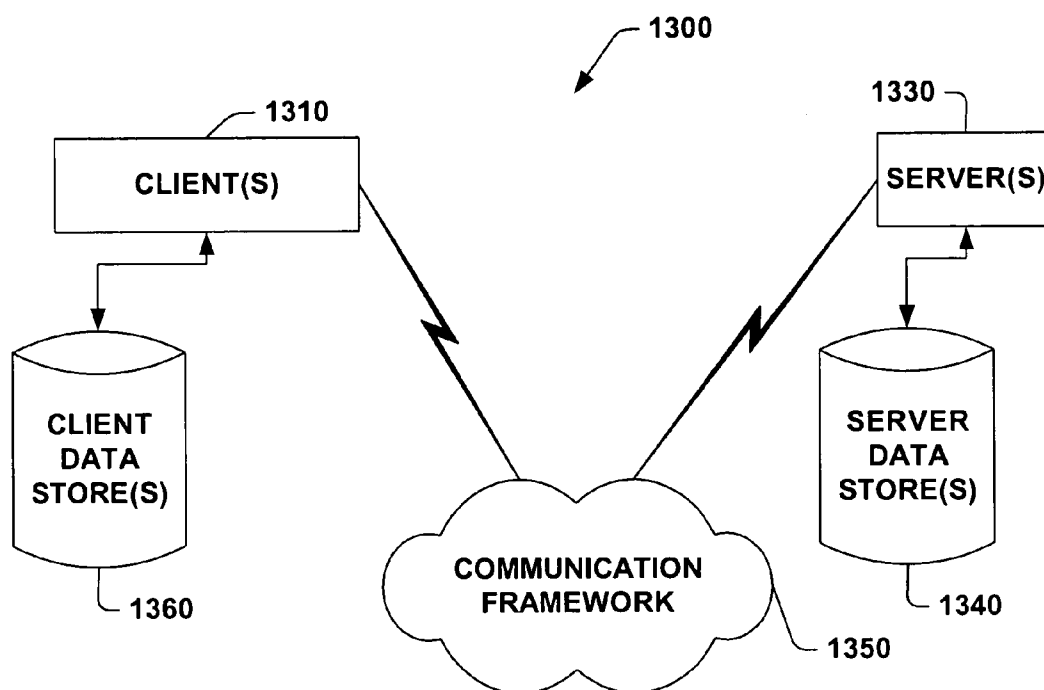 1300
1310
1330
CLIENT(S)
SERVER(S)
CLIENT
DATA
STORE(S)
SERVER
DATA
STORE(S)
COMMUNICATION
FRAMEWORK
1360
1340
1350